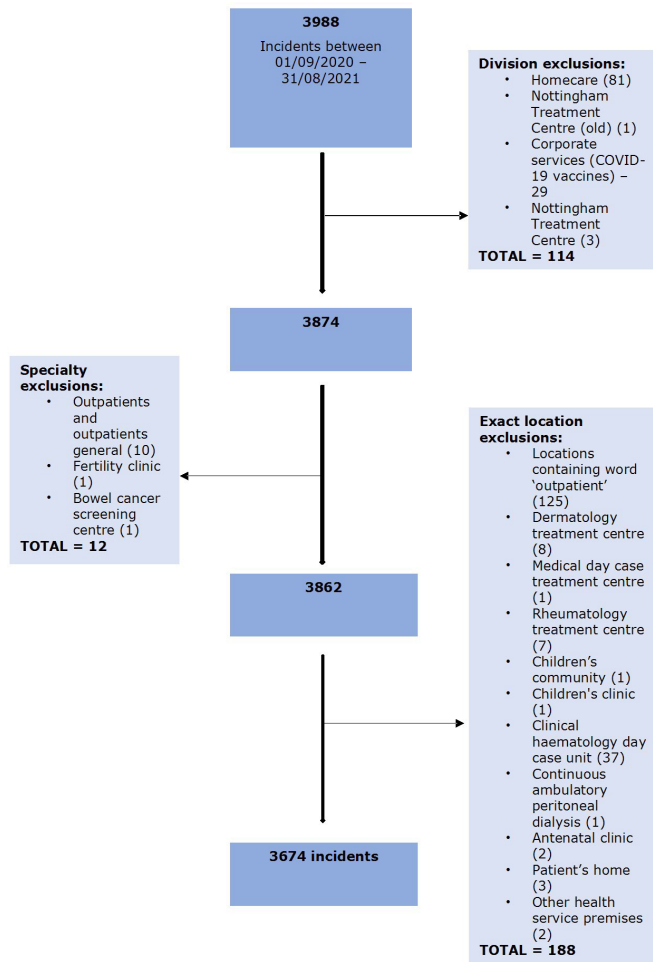 3988
Incidents between
01/09/2020 –
31/08/2021
Division exclusions:
• Homecare (81)
• Nottingham
Treatment
Centre (old) (1)
• Corporate
services (COVID-
19 vaccines) –
29
• Nottingham
Treatment
Centre (3)
TOTAL = 114
3874
Specialty
exclusions:
• Outpatients
and
outpatients
general (10)
• Fertility clinic
(1)
• Bowel cancer
screening
centre (1)
TOTAL = 12
3862
Exact location
exclusions:
• Locations
containing word
‘outpatient’
(125)
• Dermatology
treatment centre
(8)
• Medical day case
treatment centre
(1)
• Rheumatology
treatment centre
(7)
• Children’s
community (1)
• Children's clinic
(1)
• Clinical
haematology day
case unit (37)
• Continuous
ambulatory
peritoneal
dialysis (1)
• Antenatal clinic
(2)
• Patient’s home
(3)
• Other health
service premises
(2)
TOTAL = 188
3674 incidents